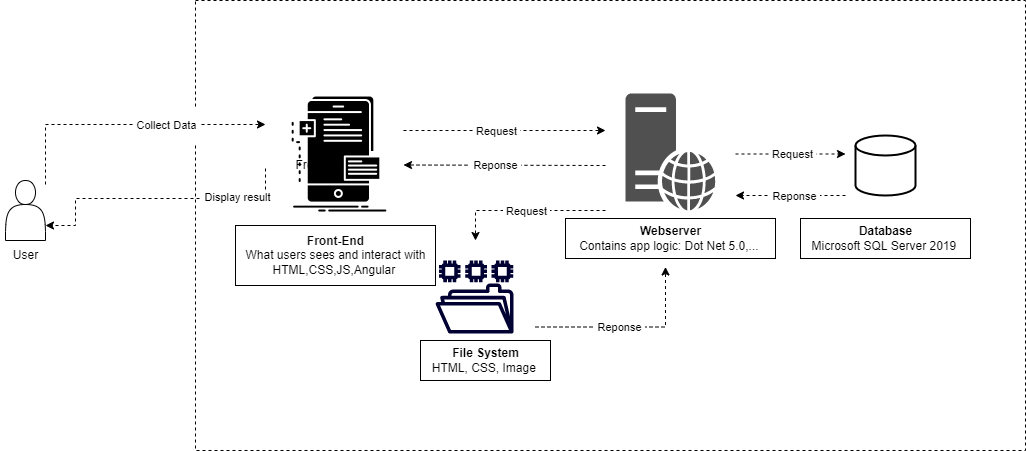 Collect Data
Request
Fr
Reponse
Display result
User
Request
Reponse
Request
Front-End
What users sees and interact with
HTML,CSS,JS,Angular
Webserver
Contains app logic: Dot Net 5.0,...
Database
Microsoft SQL Server 2019
Reponse
File System
HTML, CSS, Image